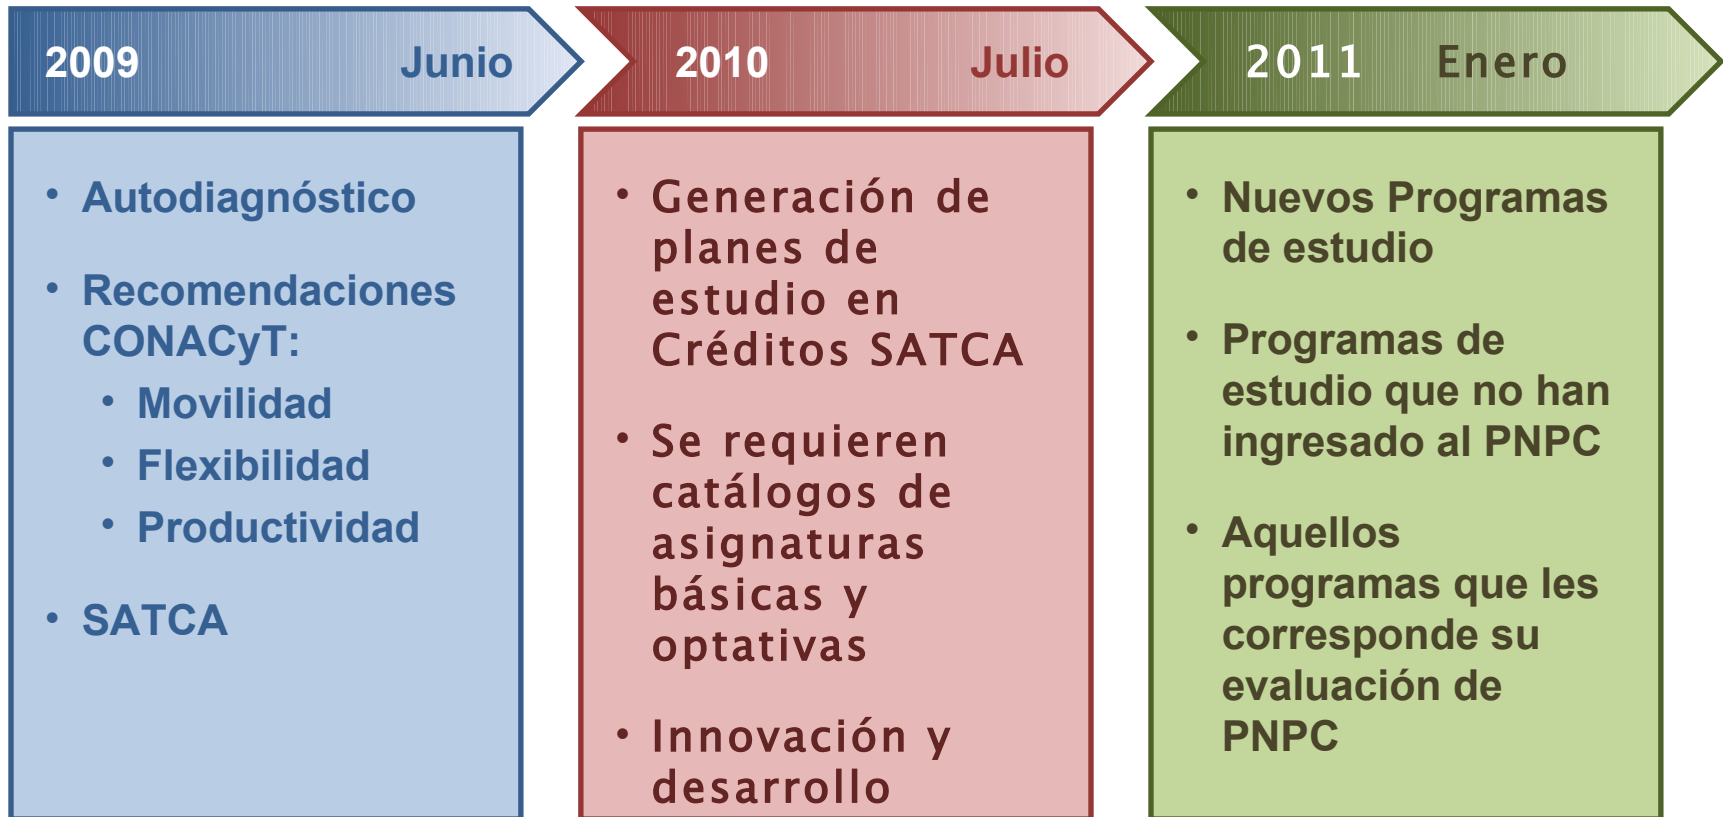 2009 Junio
• Autodiagnóstico
• Recomendaciones
CONACyT:
• Movilidad
• Flexibilidad
• Productividad
• SATCA
2010 Julio
• Generación de
planes de
estudio en
Créditos SATCA
• Se requieren
catálogos de
asignaturas
básicas y
optativas
• Innovación y
desarrollo
2011 Enero
• Nuevos Programas
de estudio
• Programas de
estudio que no han
ingresado al PNPC
• Aquellos
programas que les
corresponde su
evaluación de
PNPC